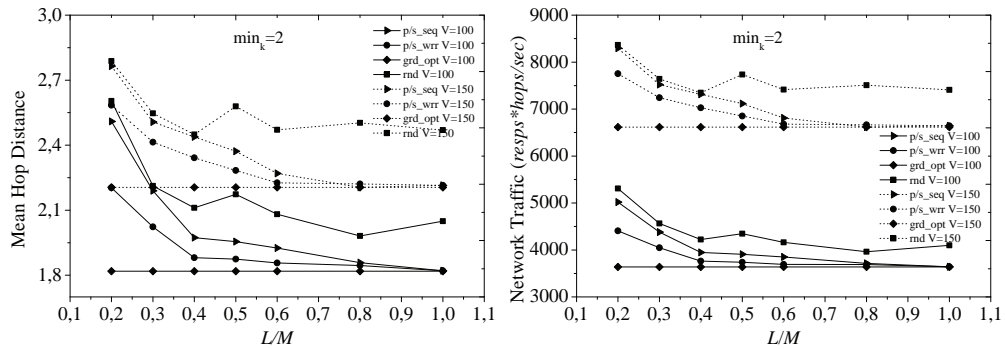 3,0
2,7
2,4
2,1
1,8
Mean Hop Distance
min_k=2
p/s_seq V=100
p/s_wrr V=100
grd_opt V=100
rnd V=100
p/s_seq V=150
p/s_wrr V=150
grd_opt V=150
rnd V=150
0,1 0,2 0,3 0,4 0,5 0,6 0,7 0,8 0,9 1,0 1,1
L/M
9000
8000
7000
6000
5000
4000
3000
Network Traffic (resps*hops/sec)
min_k=2
p/s_seq V=100
p/s_wrr V=100
grd_opt V=100
rnd V=100
p/s_seq V=150
p/s_wrr V=150
grd_opt V=150
rnd V=150
0,1 0,2 0,3 0,4 0,5 0,6 0,7 0,8 0,9 1,0 1,1
L/M